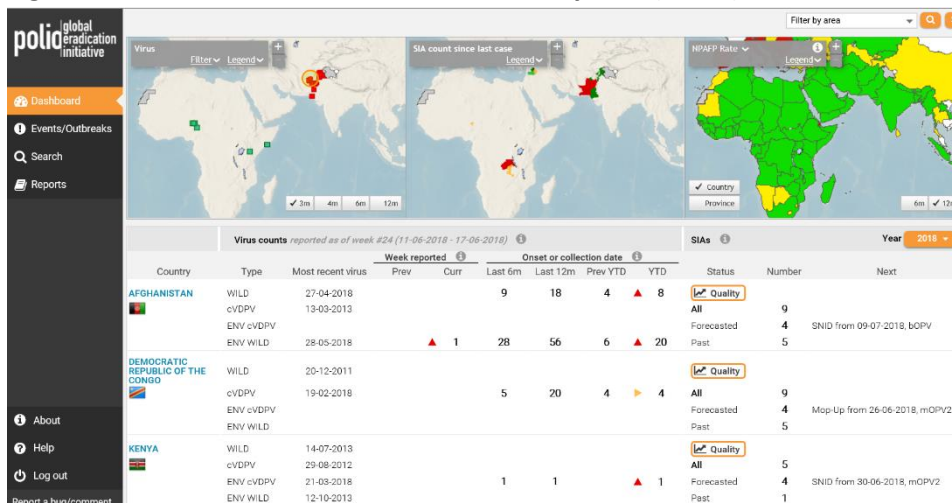 Filter by area
polio global
eradication
initiative
Virus
Filter Legend
SIA count since last case
Legend
NPAFP Rate
Legend
Dashboard
Events/Outbreaks
Search
Reports
3m 4m 6m 12m
Country
Province
6m
Virus counts reported as of week #24 (11-06-2018 - 17-06-2018)
SIAs Year 2018
Week reported Onset or collection date
Country Type Most recent virus Prev Curr Last 6m Last 12m Prev YTD YTD Status Number Next
AFGHANISTAN WILD 27-04-2018 9 18 4 8 Quality
cVDPV 13-03-2013 All 9
ENV cVDPV Forecasted 4 SNID from 09-07-2018, bOPV
ENV WILD 28-05-2018 1 28 56 6 20 Past 5
DEMOCRATIC
REPUBLIC OF THE
CONGO
WILD 20-12-2011 Quality
cVDPV 19-02-2018 5 20 4 4 All 9
ENV cVDPV Forecasted 4 Mop-Up from 26-06-2018, mOPV2
ENV WILD Past 5
KENYA WILD 14-07-2013 Quality
cVDPV 29-08-2012 All 5
ENV cVDPV 21-03-2018 1 1 1 Forecasted 4 SNID from 30-06-2018, mOPV2
ENV WILD 12-10-2013 Past 1
About
Help
Log out
Report a bug/comment